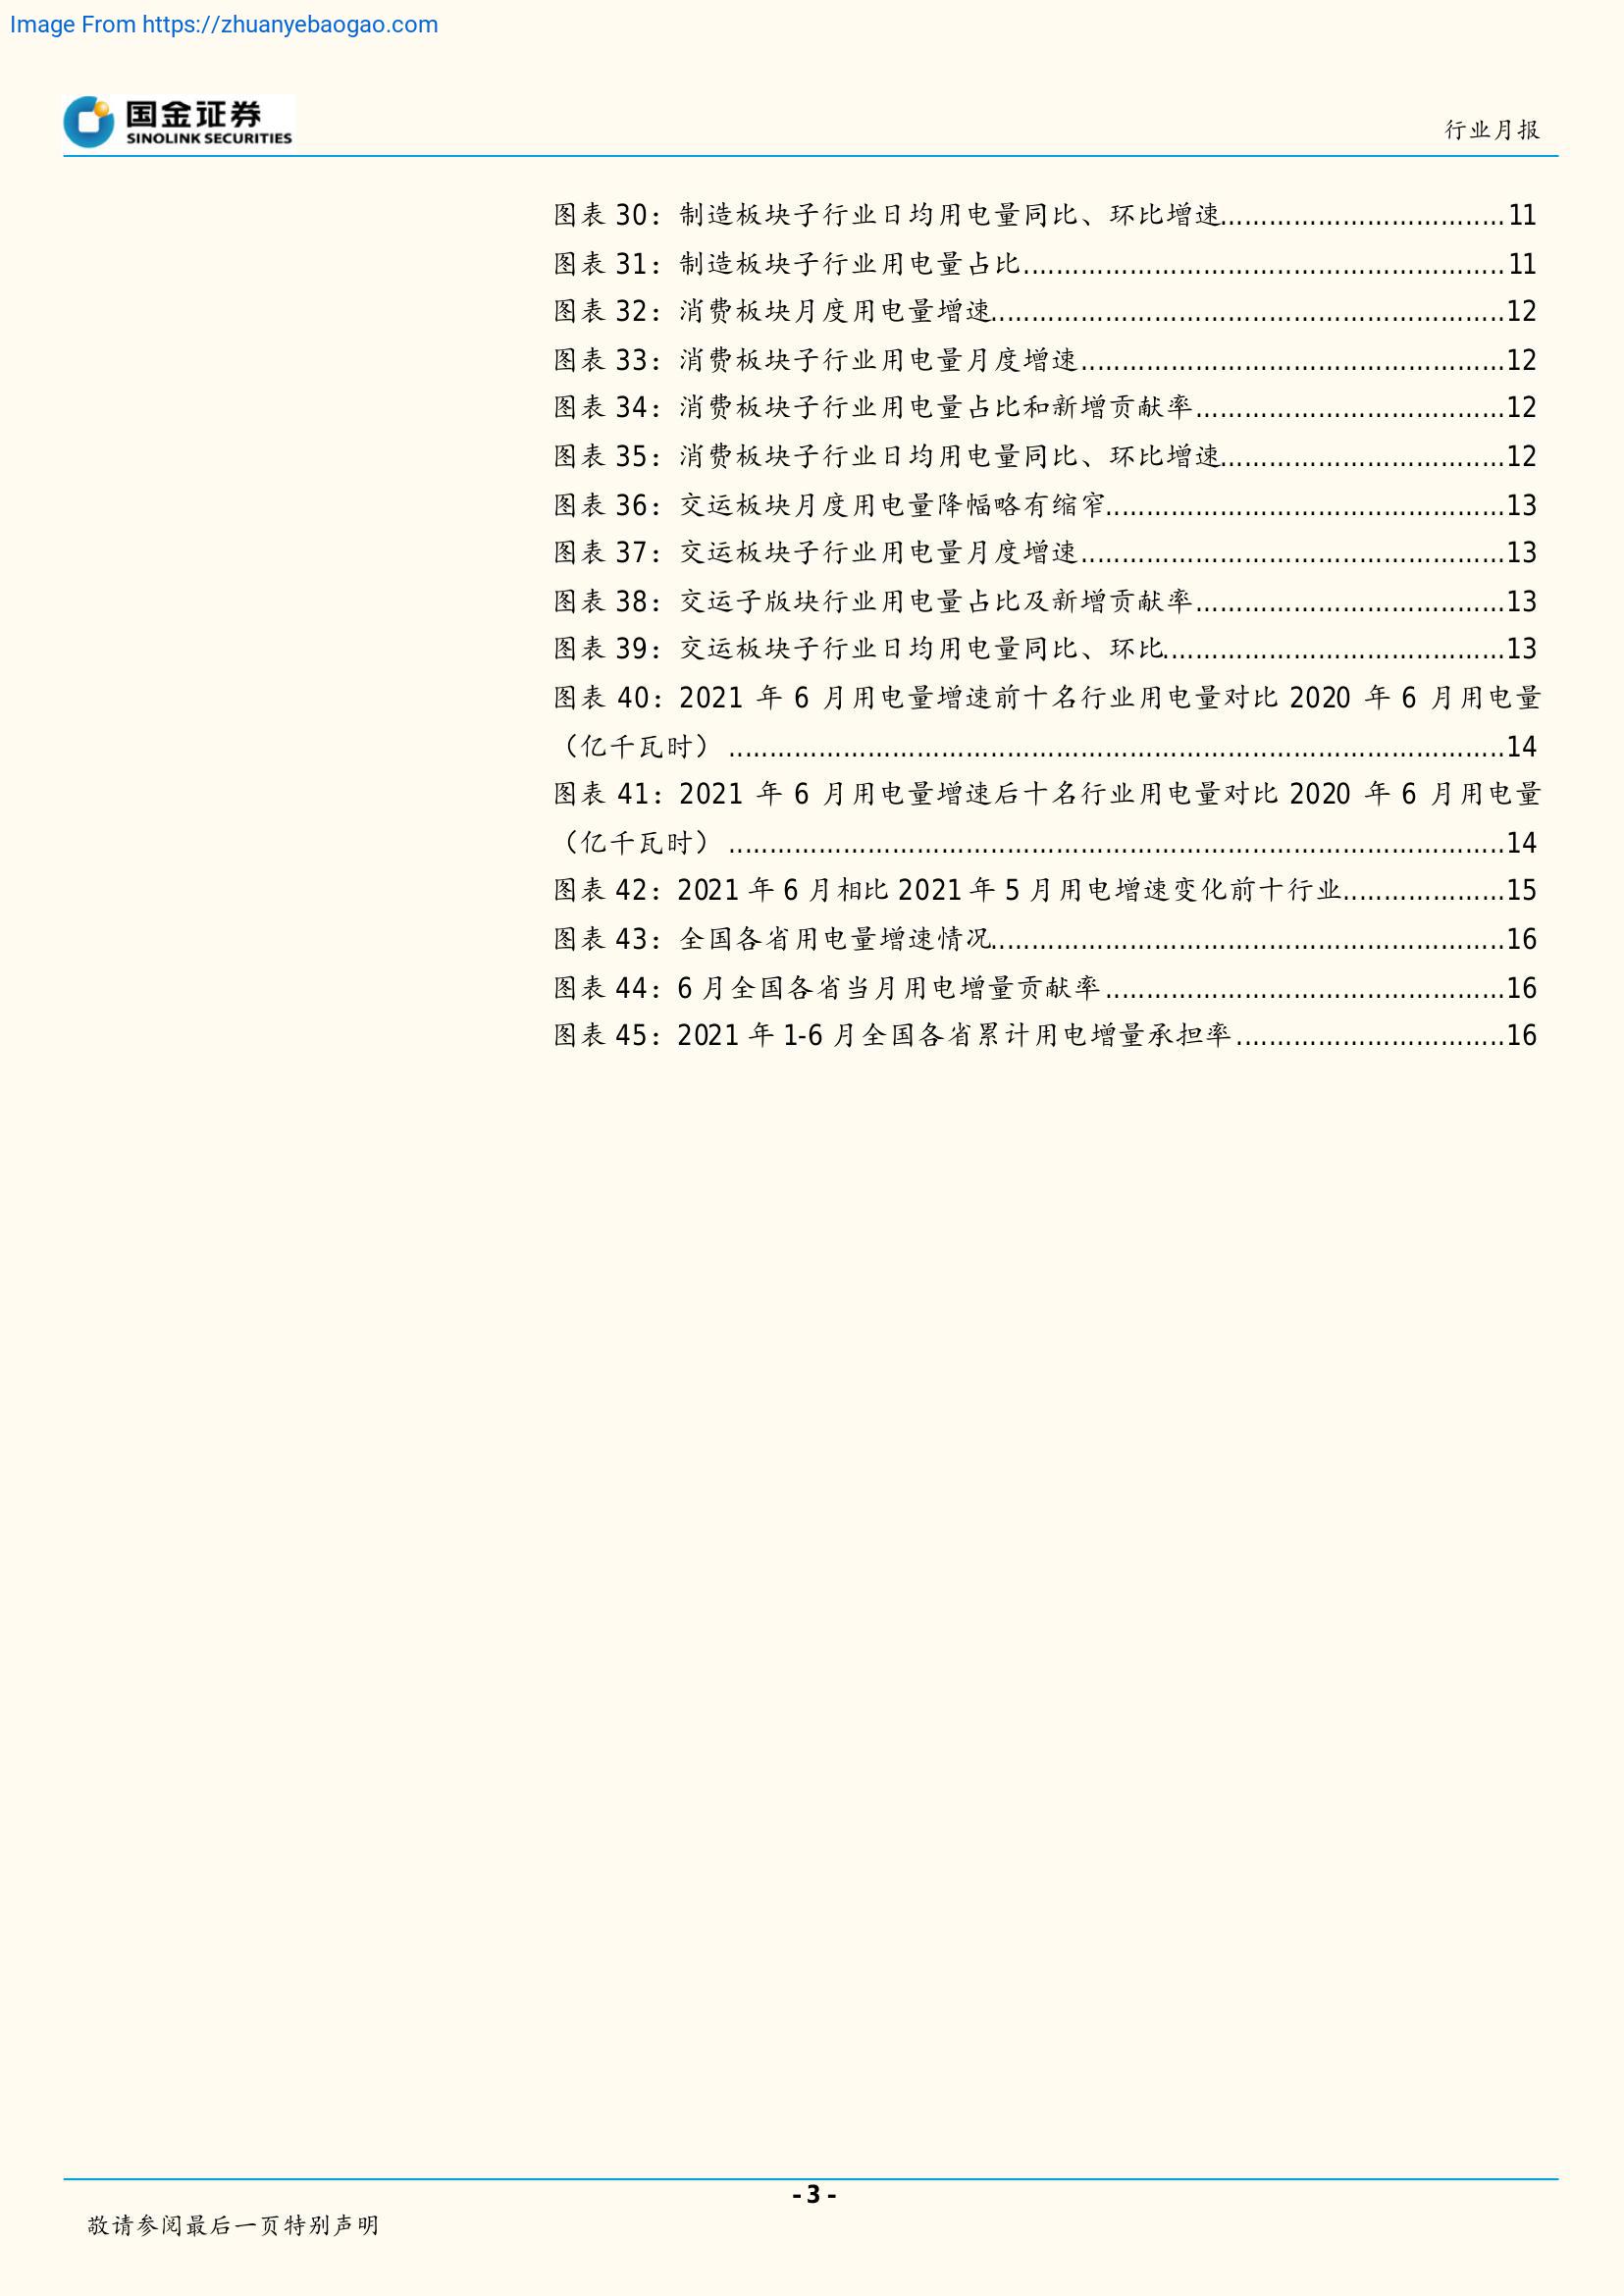 Image From https://zhuanyebaogao.com
国金证券
SINOLINK SECURITIES
行业月报
图表 30：制造板块子行业日均用电量同比、环比增速..................................11
图表 31：制造板块子行业用电量占比..........................................................11
图表 32：消费板块月度用电量增速..............................................................12
图表 33：消费板块子行业用电量月度增速...................................................12
图表 34：消费板块子行业用电量占比和新增贡献率.....................................12
图表 35：消费板块子行业日均用电量同比、环比增速..................................12
图表 36：交运板块月度用电量降幅略有缩窄................................................13
图表 37：交运板块子行业用电量月度增速...................................................13
图表 38：交运子版块行业用电量占比及新增贡献率.....................................13
图表 39：交运板块子行业日均用电量同比、环比.........................................13
图表 40：2021 年 6 月用电量增速前十名行业用电量对比 2020 年 6 月用电量
（亿千瓦时）..............................................................................................14
图表 41：2021 年 6 月用电量增速后十名行业用电量对比 2020 年 6 月用电量
（亿千瓦时）..............................................................................................14
图表 42：2021 年 6 月相比 2021 年 5 月用电增速变化前十行业....................15
图表 43：全国各省用电量增速情况..............................................................16
图表 44：6 月全国各省当月用电增量贡献率................................................16
图表 45：2021 年 1-6 月全国各省累计用电增量承担率.................................16
- 3 -
敬请参阅最后一页特别声明